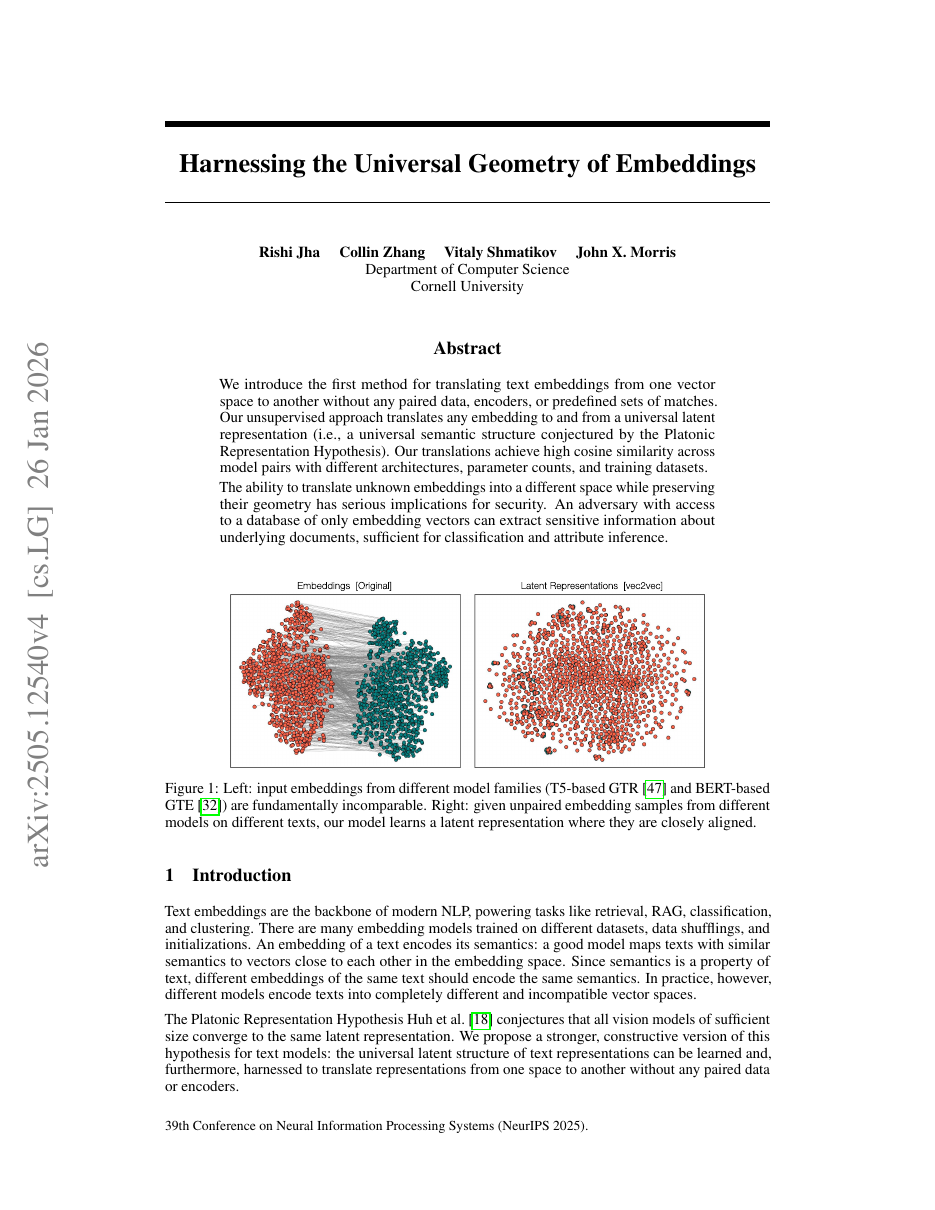 Harnessing the Universal Geometry of Embeddings
Rishi Jha Collin Zhang Vitaly Shmatikov John X. Morris
Department of Computer Science
Cornell University
Abstract
We introduce the first method for translating text embeddings from one vector
space to another without any paired data, encoders, or predefined sets of matches.
Our unsupervised approach translates any embedding to and from a universal latent
representation (i.e., a universal semantic structure conjectured by the Platonic
Representation Hypothesis). Our translations achieve high cosine similarity across
model pairs with different architectures, parameter counts, and training datasets.
The ability to translate unknown embeddings into a different space while preserving
their geometry has serious implications for security. An adversary with access
to a database of only embedding vectors can extract sensitive information about
underlying documents, sufficient for classification and attribute inference.
Embeddings [Original]
Latent Representations [vec2vec]
Figure 1: Left: input embeddings from different model families (T5-based GTR [47] and BERT-based
GTE [32]) are fundamentally incomparable. Right: given unpaired embedding samples from different
models on different texts, our model learns a latent representation where they are closely aligned.
1 Introduction
Text embeddings are the backbone of modern NLP, powering tasks like retrieval, RAG, classification,
and clustering. There are many embedding models trained on different datasets, data shufflings, and
initializations. An embedding of a text encodes its semantics: a good model maps texts with similar
semantics to vectors close to each other in the embedding space. Since semantics is a property of
text, different embeddings of the same text should encode the same semantics. In practice, however,
different models encode texts into completely different and incompatible vector spaces.
The Platonic Representation Hypothesis Huh et al. [18] conjectures that all vision models of sufficient
size converge to the same latent representation. We propose a stronger, constructive version of this
hypothesis for text models: the universal latent structure of text representations can be learned and,
furthermore, harnessed to translate representations from one space to another without any paired data
or encoders.
39th Conference on Neural Information Processing Systems (NeurIPS 2025).
arXiv:2505.12540v4 [cs.LG] 26 Jan 2026